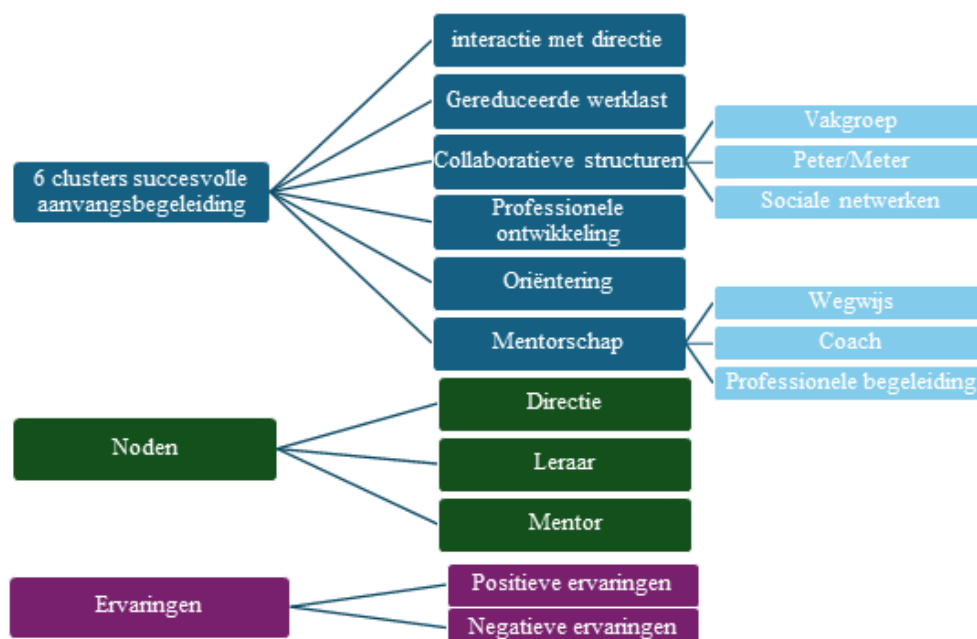 6 clusters succesvolle
aanvangsbegeleiding
interactie met directie
Gereduceerde werklast
Collaboratieve structuren
Vakgroep
Peter/Meter
Sociale netwerken
Professionele
ontwikkeling
Oriëntering
Mentorschap
Wegwijs
Coach
Professionele begeleiding
Noden
Directie
Leraar
Mentor
Ervaringen
Positieve ervaringen
Negatieve ervaringen